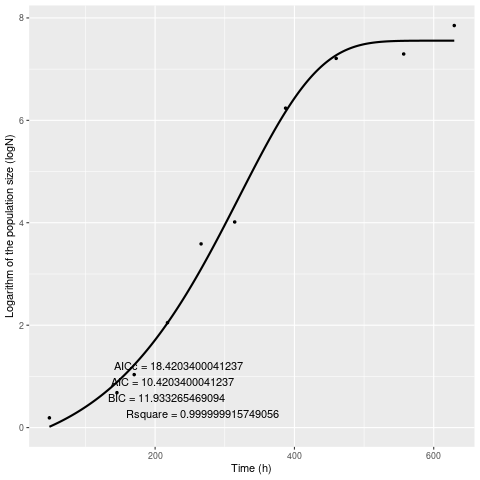 8
6
4
2
0
Logarithm of the population size (logN)
AICc = 18.4203400041237
AIC = 10.4203400041237
BIC = 11.933265469094
Rsquare = 0.999999915749056
200
400
600
Time (h)